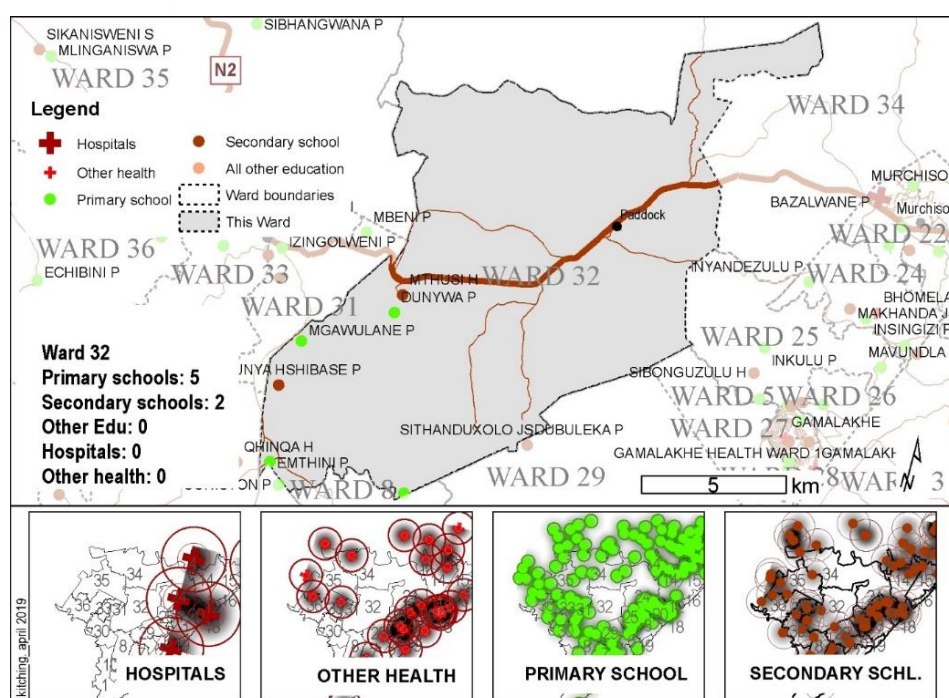 SIBHANGWANA P
SIKANISWENI S
MLINGANISWA P
WARD 35
N2
WARD 34
Legend
Hospitals
Other health
Primary school
Secondary school
All other education
Ward boundaries
This Ward
MURCHISO
BAZALWANE P
Murchiso
Paddock
MBENI P
IZINGOLWENI P
WARD 36
WARD 33
WARD 22
ECHIBINI P
WARD 31
MTHUSI H
WARD 32
DUNYWA P
INYANDEZULU P
WARD 24
BHOMELA
MAKHANDA J
INSINGIZI P
MGAWULANE P
WARD 25
MAVUNDLA
INKULU P
SIBONGUZULU H
Ward 32
Primary schools: 5
Secondary schools: 2
Other Edu: 0
Hospitals: 0
Other health: 0
UNYA HSHIBASE P
WARD 5
WARD 26
WARD 27
GAMALAKHE
SITHANDUXOLO JSDUBULEKA P
QHINQA H
EMTHINI P
GAMALAKHE HEALTH WARD 1GAMALAKH
WARD 8
WARD 29
5 km
kitching_april 2019
HOSPITALS
OTHER HEALTH
PRIMARY SCHOOL
SECONDARY SCHL.